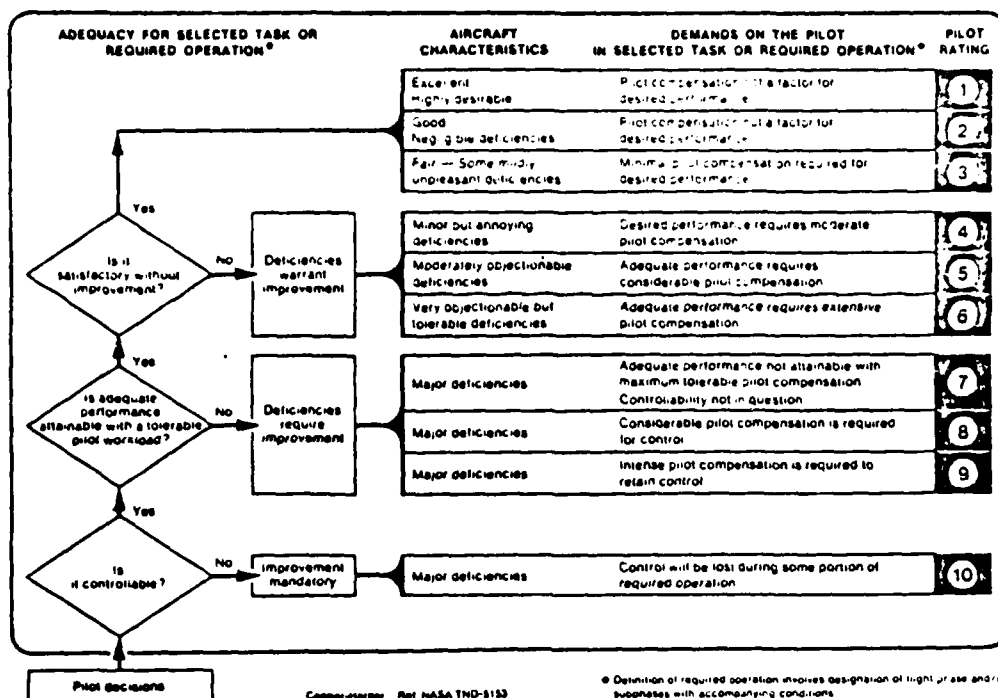 ADEQUACY FOR SELECTED TASK OR
REQUIRED OPERATION*
AIRCRAFT
CHARACTERISTICS
DEMANDS ON THE PILOT
IN SELECTED TASK OR REQUIRED OPERATION*
PILOT
RATING
Excellent
Highly desirable
Pilot compensation not a factor for
desired performance
1
Good
Negligible deficiencies
Pilot compensation not a factor for
desired performance
2
Fair — Some mildly
unpleasant deficiencies
Minimal pilot compensation required for
desired performance
3
Yes
Is it
satisfactory without
improvement?
No
Deficiencies
warrant
improvement
Minor but annoying
deficiencies
Desired performance requires moderate
pilot compensation
4
Moderately objectionable
deficiencies
Adequate performance requires
considerable pilot compensation
5
Very objectionable but
tolerable deficiencies
Adequate performance requires extensive
pilot compensation
6
Yes
Is adequate
performance
attainable with a tolerable
pilot workload?
No
Deficiencies
require
improvement
Major deficiencies
Adequate performance not attainable with
maximum tolerable pilot compensation
Controllability not in question
7
Major deficiencies
Considerable pilot compensation is required
for control
8
Major deficiencies
Intense pilot compensation is required to
retain control
9
Yes
Is
it controllable?
No
Improvement
mandatory
Major deficiencies
Control will be lost during some portion of
required operation
10
Pilot decisions
Ref NASA TND-5153
* Definition of required operation involves designation of flight phase and/
subphases with accompanying conditions